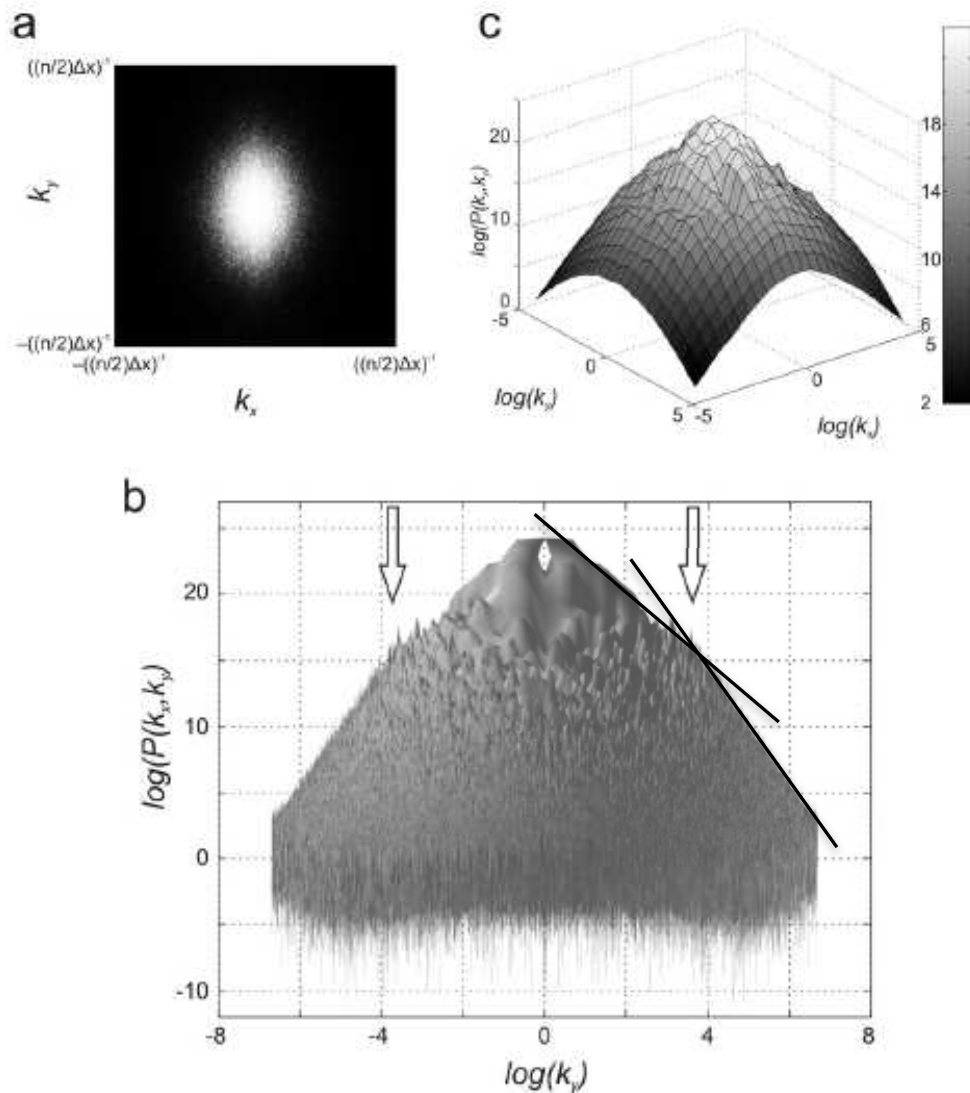 a
((n/2)Δx)⁻¹
k_y
−((n/2)Δx)⁻¹
−((n/2)Δx)⁻¹
((n/2)Δx)⁻¹
k_x
c
20
10
0
log(P(k_x,k_y)
-5
0
5
log(k_y)
-5
0
5
log(k_x)
18
14
10
6
2
b
20
10
0
-10
log(P(k_x,k_y)
-8
-4
0
4
8
log(k_y)